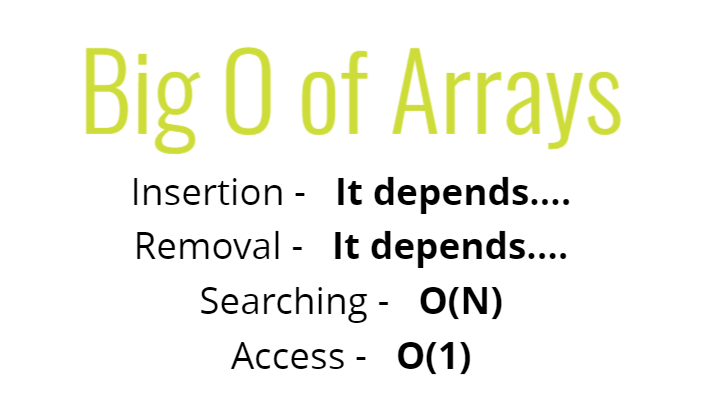 Big O of Arrays
Insertion - It depends....
Removal - It depends....
Searching - O(N)
Access - O(1)